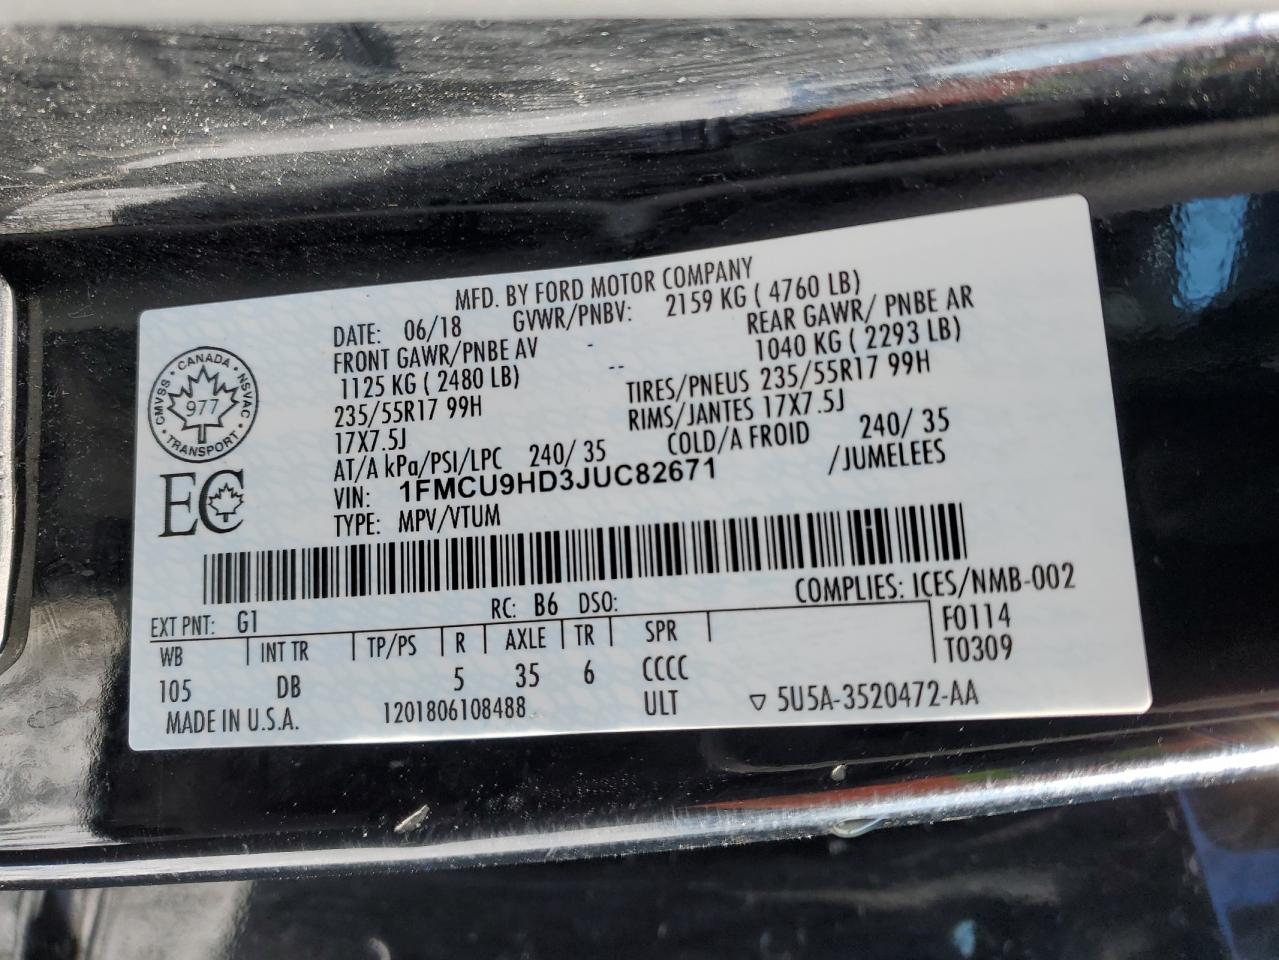 MFD. BY FORD MOTOR COMPANY
DATE: 06/18 GVWR/PNBV: 2159 KG ( 4760 LB)
FRONT GAWR/PNBE AV -- REAR GAWR/ PNBE AR
1125 KG ( 2480 LB) 1040 KG ( 2293 LB)
235/55R17 99H TIRES/PNEUS 235/55R17 99H
17X7.5J RIMS/JANTES 17X7.5J
AT/A kPa/PSI/LPC 240/ 35 COLD/A FROID 240/ 35
VIN: 1FMCU9HD3JUC82671 /JUMELEES
TYPE: MPV/VTUM
CMVSS · CANADA · NSVAC
977
· TRANSPORT ·
EC
COMPLIES: ICES/NMB-002
EXT PNT: G1 RC: B6 DSO: F0114
WB INT TR TP/PS R AXLE TR SPR T0309
105 DB 5 35 6 CCCC
MADE IN U.S.A. 1201806108488 ULT ▽ 5U5A-3520472-AA